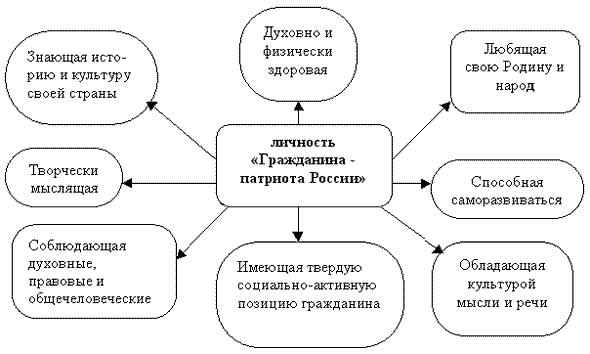 Духовно и
физически
здоровая
Знающая исто-
рию и культуру
своей страны
Любящая
свою Родину и
народ
личность
«Гражданина -
патриота России»
Творчески
мыслящая
Способная
саморазвиваться
Соблюдающая
духовные,
правовые и
общечеловеческие
Имеющая твердую
социально-активную
позицию гражданина
Обладающая
культурой
мысли и речи